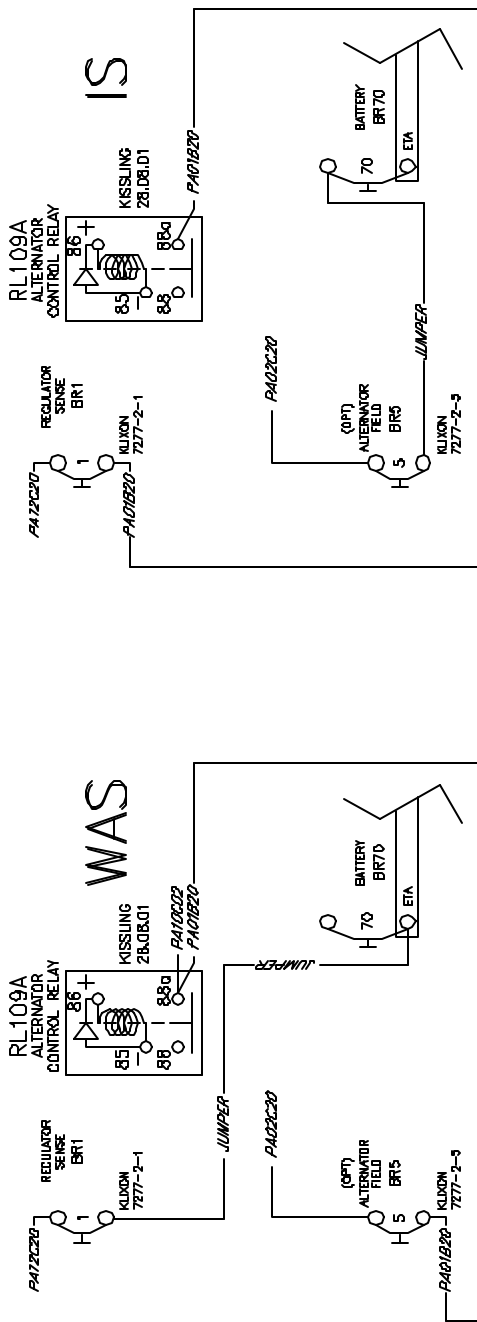 WAS
RL109A
ALTERNATOR
CONTROL RELAY
86
+
85
88
88a
KISSLING
28.08.01
PA10C02
PA01B20
REGULATOR
SENSE
BR1
PA72C20
1
KLIXON
7277-2-1
JUMPER
JUMPER
BATTERY
BR70
70
ETA
PA02C20
(OPT)
ALTERNATOR
FIELD
BR5
5
KLIXON
7277-2-5
PA01B20
IS
RL109A
ALTERNATOR
CONTROL RELAY
86
+
85
88
88a
KISSLING
28.08.01
PA01B20
REGULATOR
SENSE
BR1
PA72C20
1
KLIXON
7277-2-1
PA01B20
BATTERY
BR70
70
ETA
PA02C20
JUMPER
(OPT)
ALTERNATOR
FIELD
BR5
5
KLIXON
7277-2-5